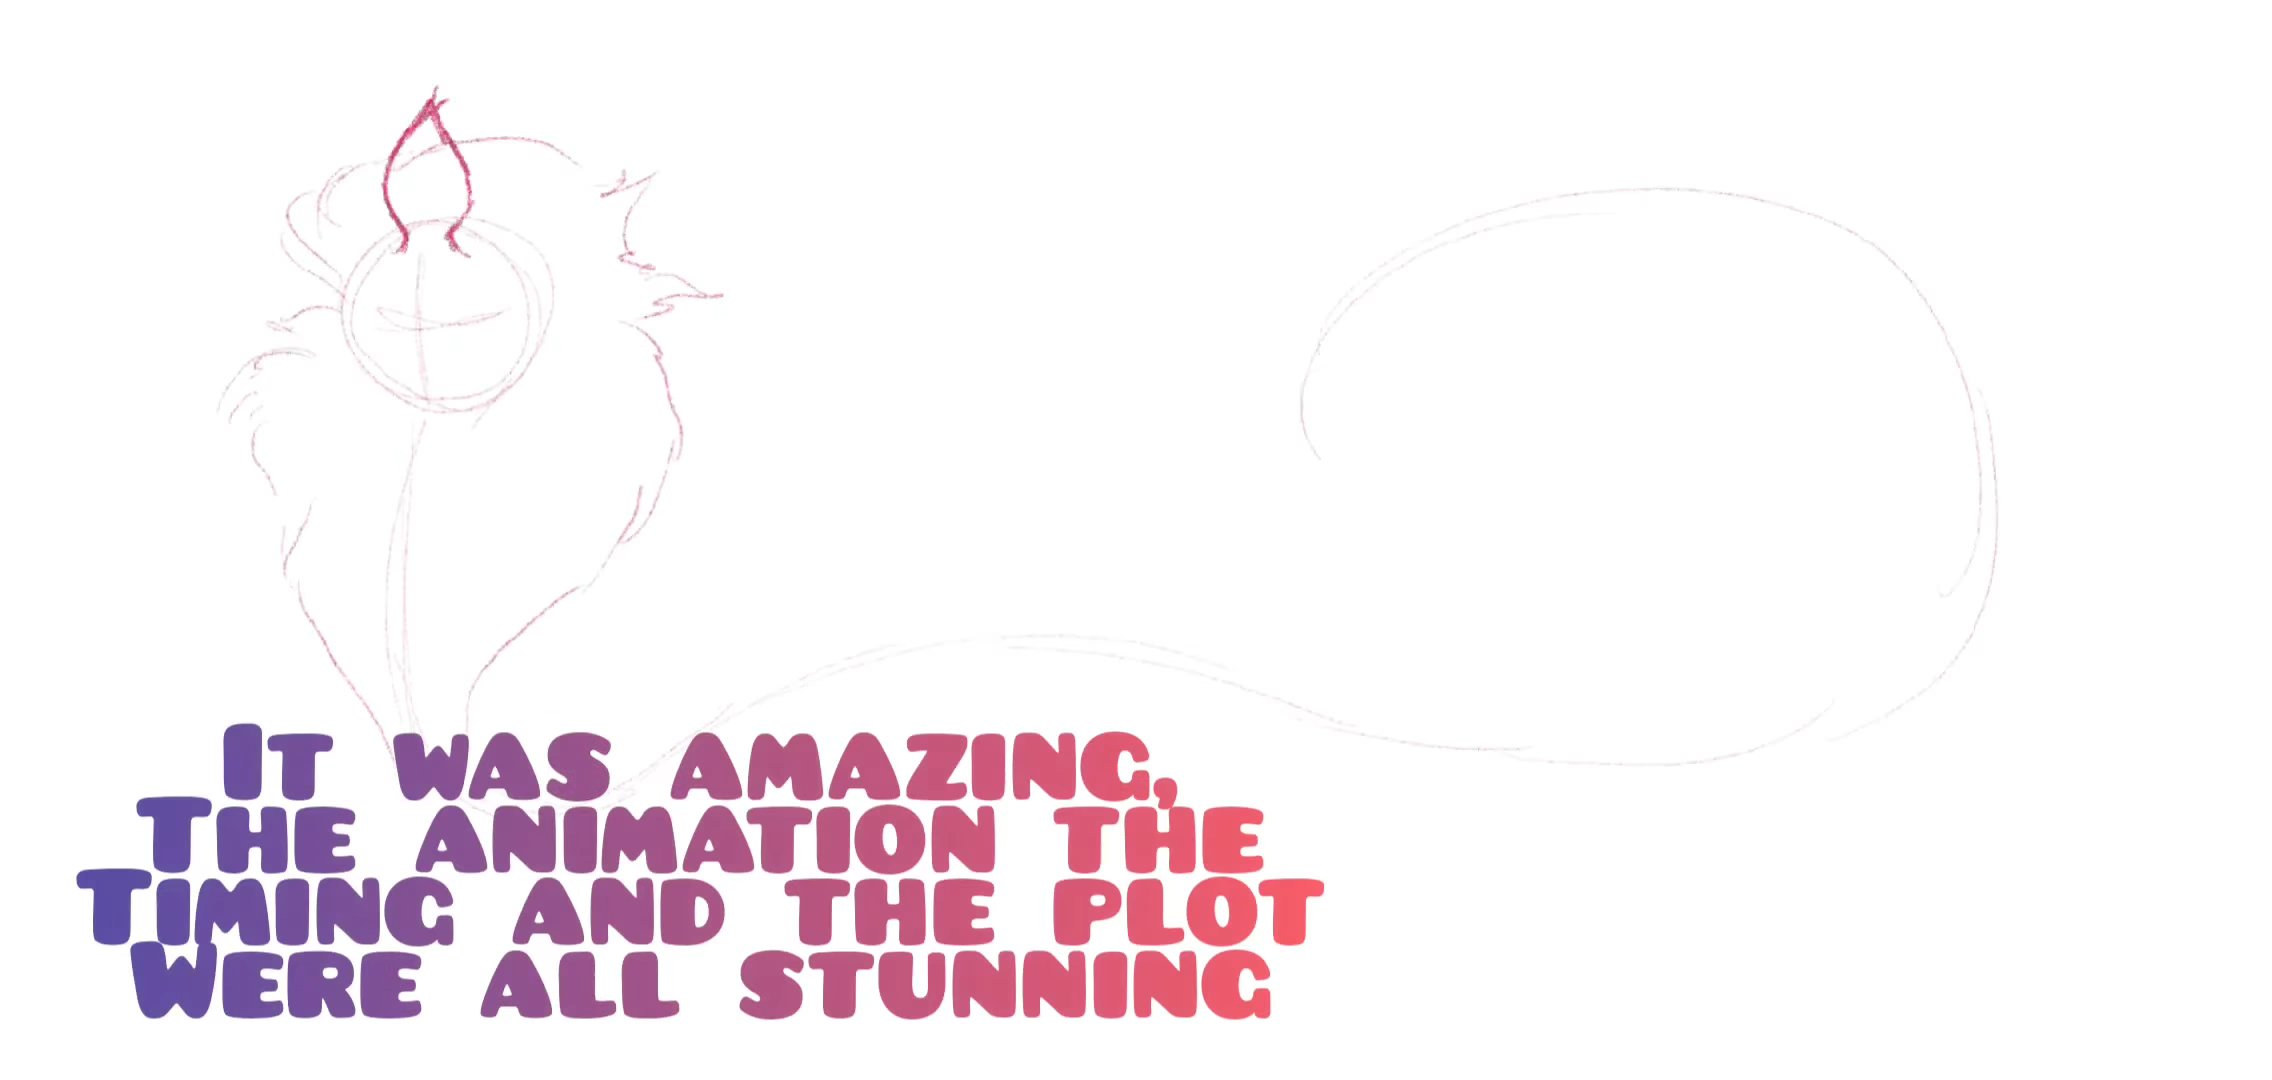 It was amazing,
The animation the
Timing and the plot
Were all stunning